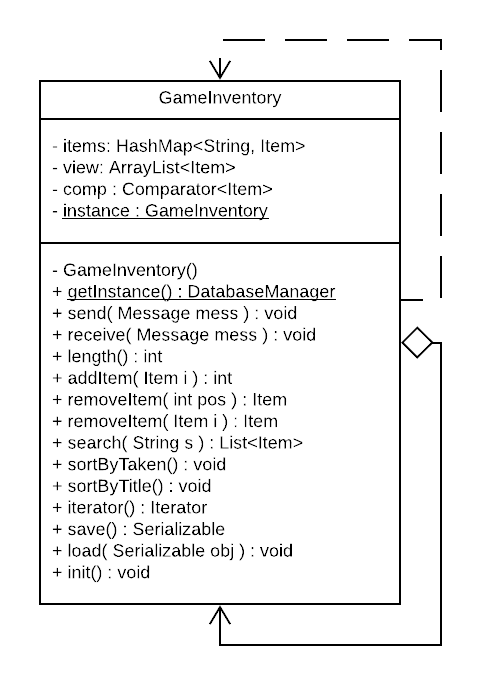 GameInventory
- items: HashMap<String, Item>
- view: ArrayList<Item>
- comp : Comparator<Item>
- instance : GameInventory
- GameInventory()
+ getInstance() : DatabaseManager
+ send( Message mess ) : void
+ receive( Message mess ) : void
+ length() : int
+ addItem( Item i ) : int
+ removeItem( int pos ) : Item
+ removeItem( Item i ) : Item
+ search( String s ) : List<Item>
+ sortByTaken() : void
+ sortByTitle() : void
+ iterator() : Iterator
+ save() : Serializable
+ load( Serializable obj ) : void
+ init() : void